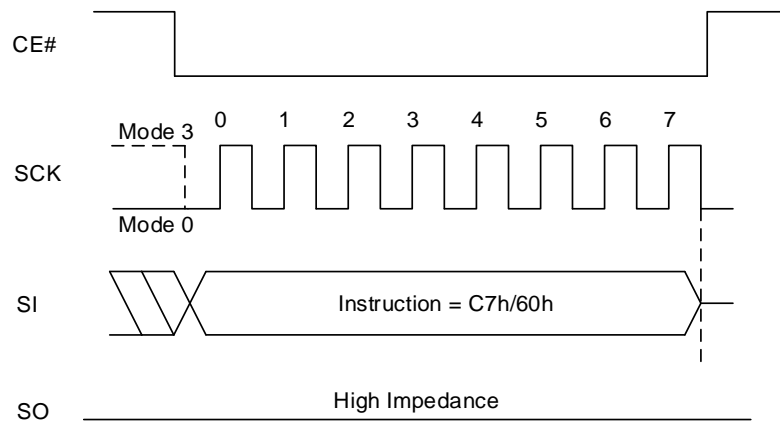 CE#
Mode 3
0 1 2 3 4 5 6 7
SCK
Mode 0
SI
Instruction = C7h/60h
SO
High Impedance